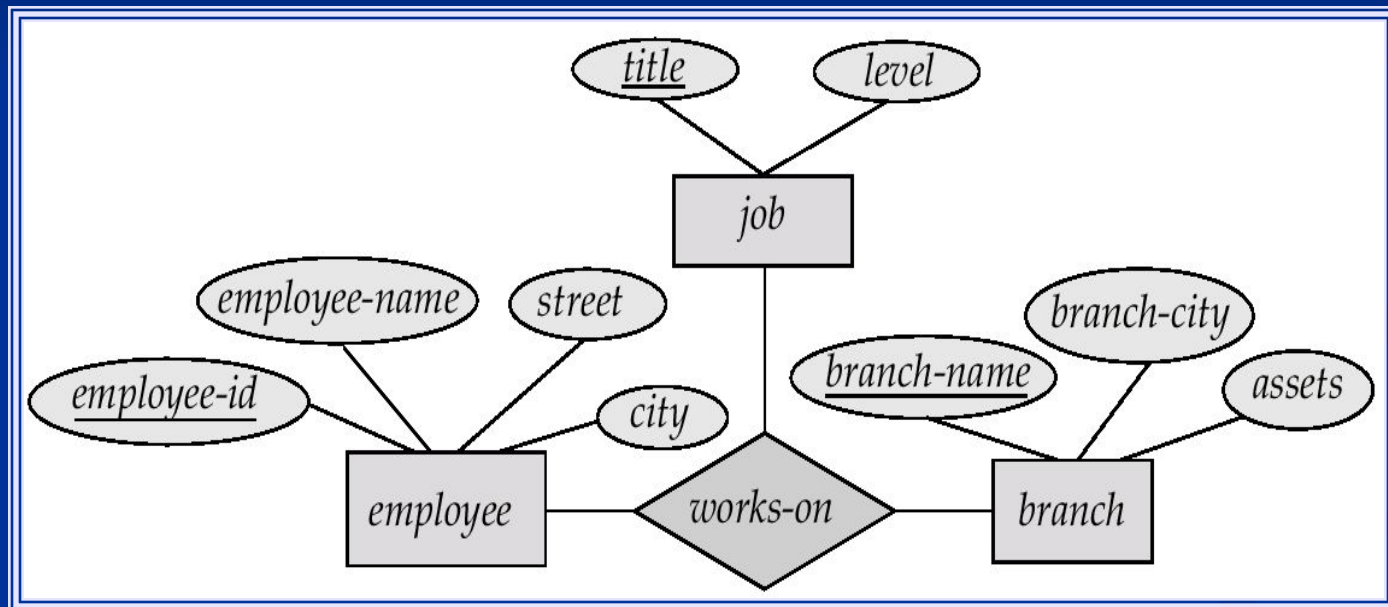 title
level
job
employee-name
street
branch-city
employee-id
city
branch-name
assets
employee
works-on
branch